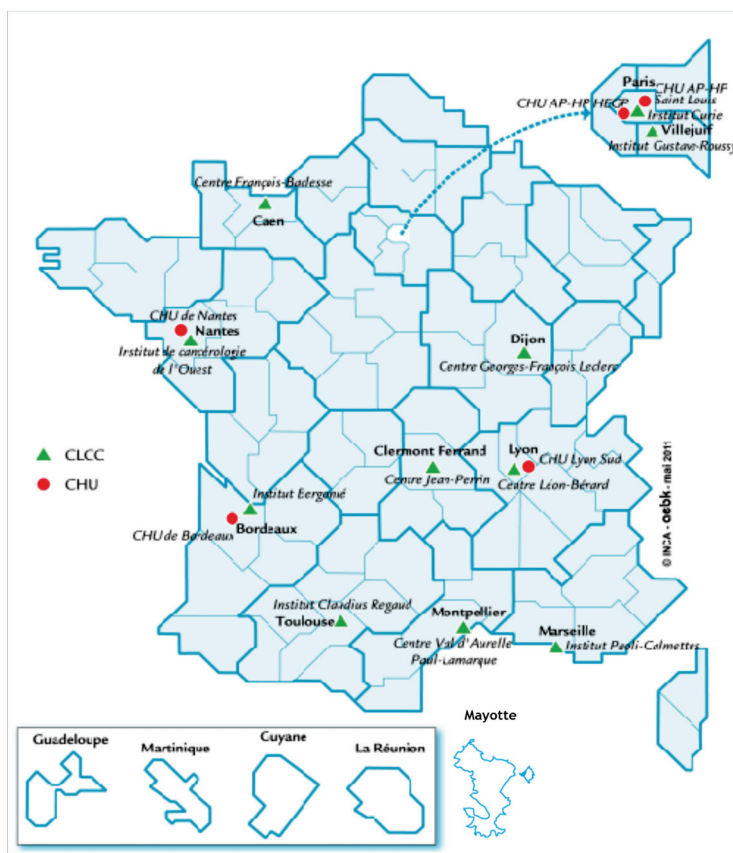 Paris
CHU AP-HP
Saint Louis
CHU AP-HP HEGP
Institut Curie
Villejuif
Institut Gustave-Roussy
Centre François-Badesse
Caen
CHU de Nantes
Nantes
Institut de cancérologie
de l'Ouest
Dijon
Centre Georges-François Leclerc
CLCC
CHU
Clermont Ferrand
Centre Jean-Perrin
Lyon
CHU Lyon Sud
Centre Léon-Bérard
© INCA - aebk - mai 2011
Institut Eergonié
Bordeaux
CHU de Bordeaux
Institut Claudius Regaud
Toulouse
Montpellier
Centre Val d'Aurelle
Paul-Lamarque
Marseille
Institut Paoli-Calmettes
Guadeloupe
Martinique
Cuyane
La Réunion
Mayotte